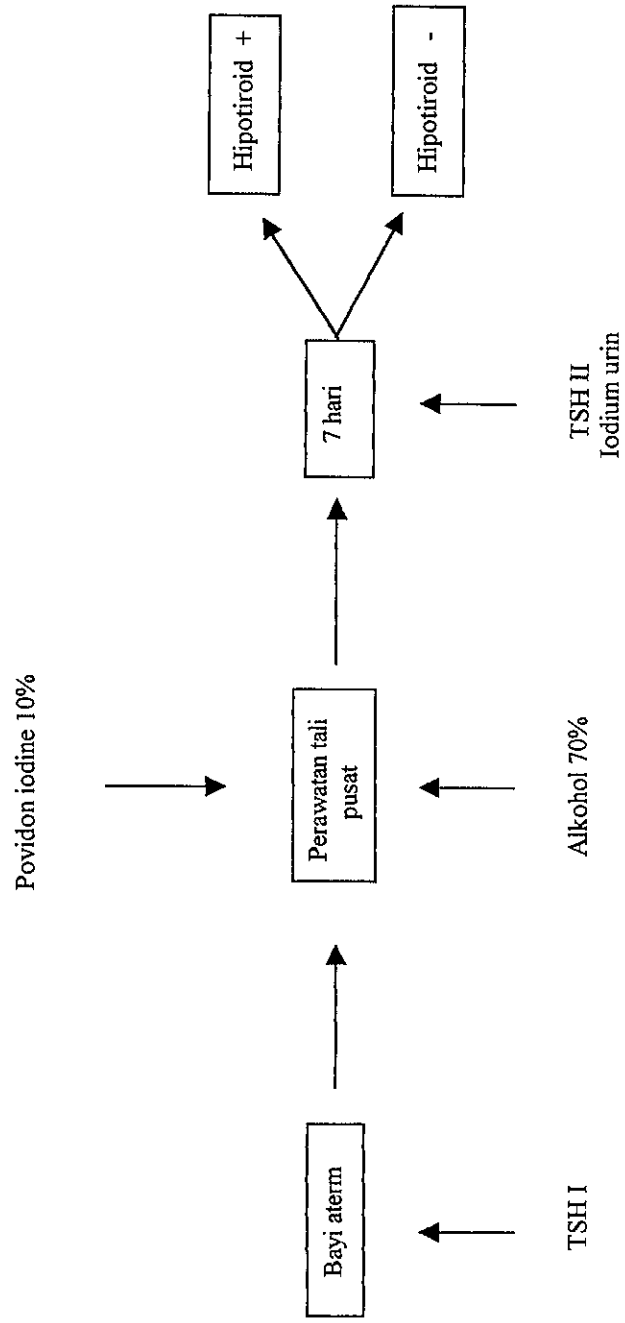 Povidon iodine 10%
Bayi aterm
Perawatan tali
pusat
7 hari
Hipotiroid +
Hipotiroid -
TSH I
Alkohol 70%
TSH II
Iodium urin